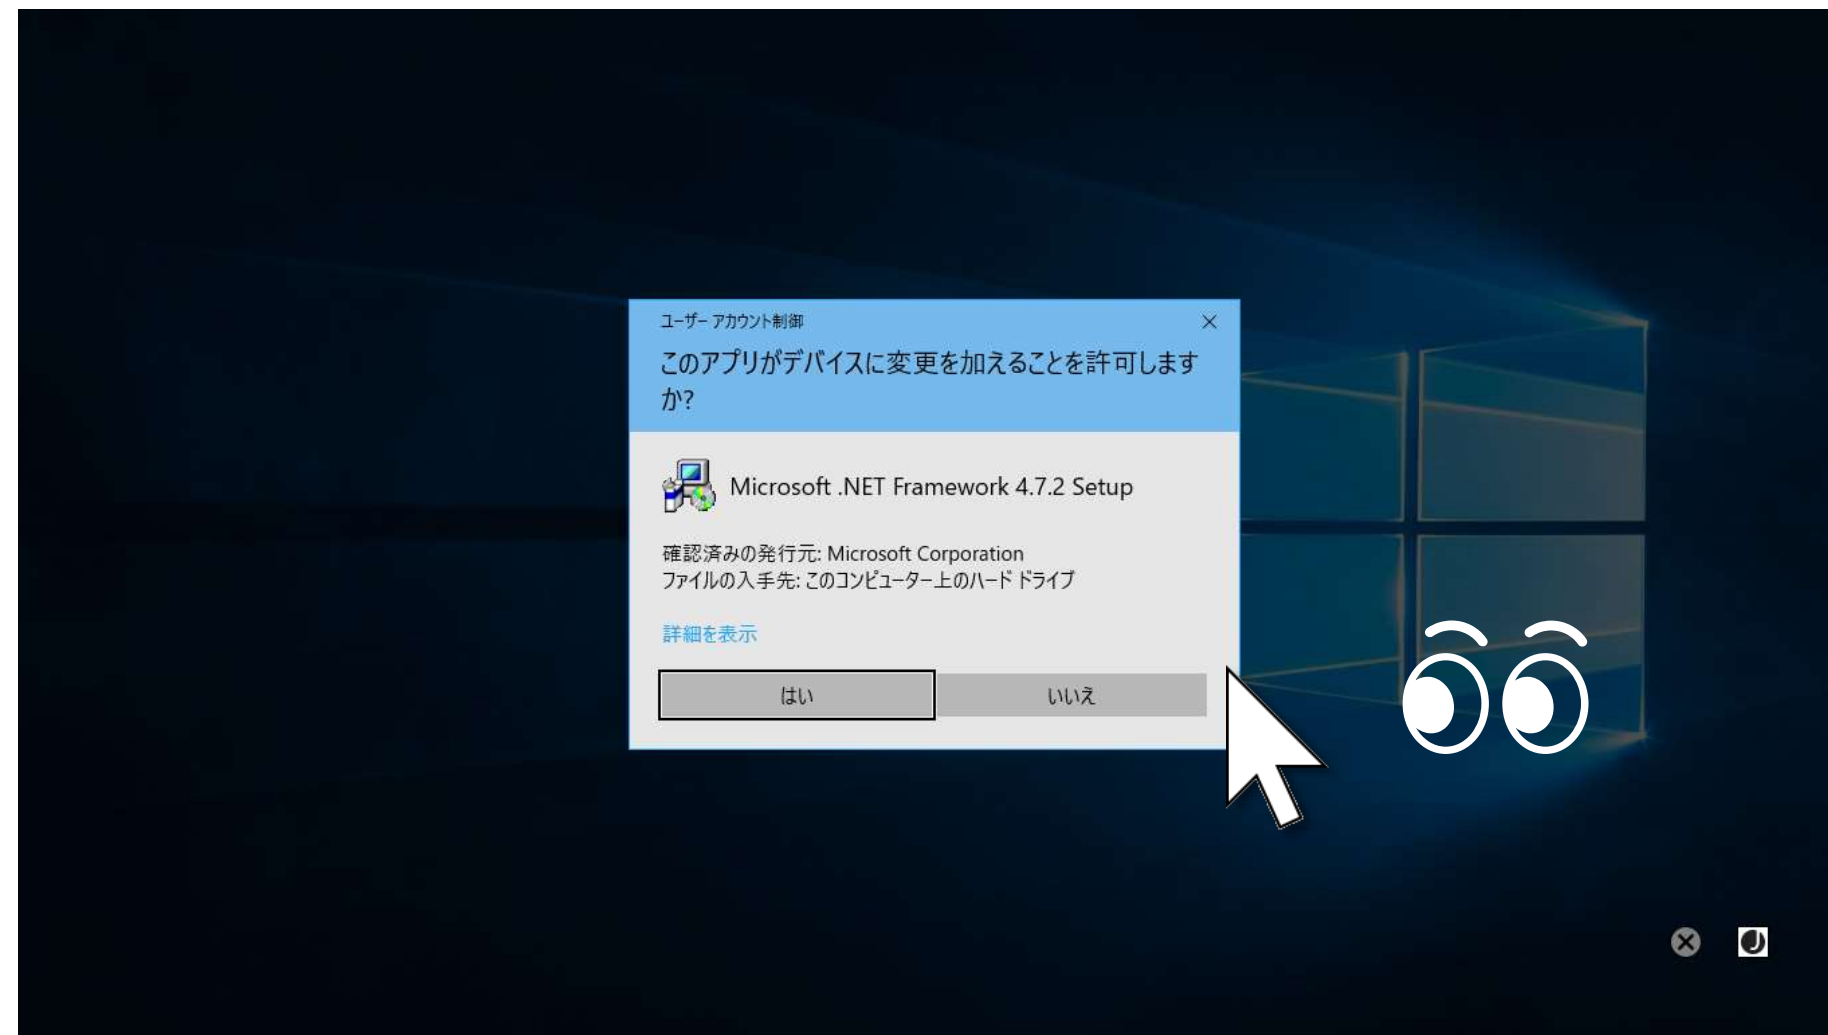 ユーザー アカウント制御
このアプリがデバイスに変更を加えることを許可します
か?
Microsoft .NET Framework 4.7.2 Setup
確認済みの発行元: Microsoft Corporation
ファイルの入手先: このコンピューター上のハード ドライブ
詳細を表示
はい
いいえ
J